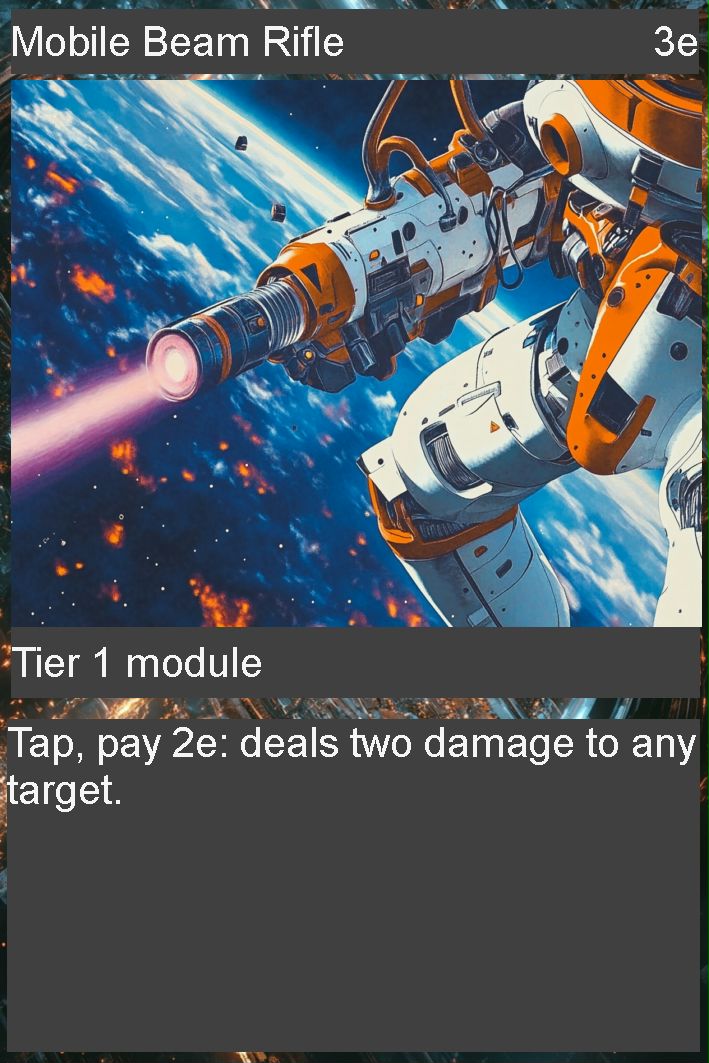 Mobile Beam Rifle 3e
Tier 1 module
Tap, pay 2e: deals two damage to any
target.